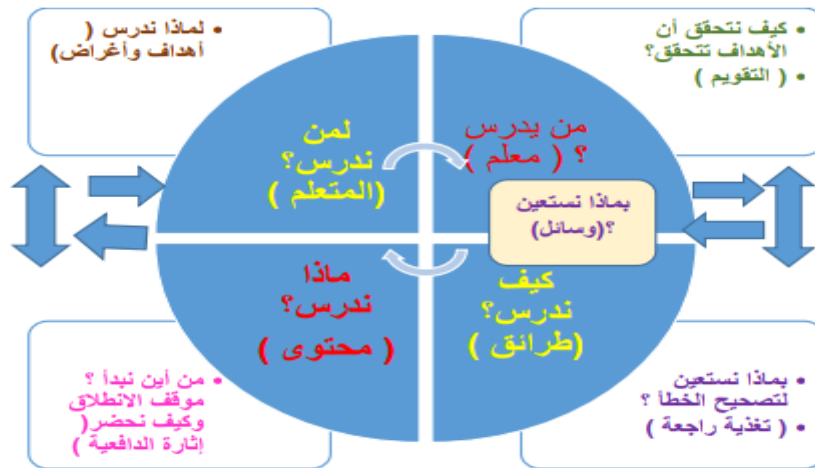 لماذا ندرس (
أهداف وأغراض)
كيف نتحقق أن
الأهداف تتحقق؟
( التقويم )
لمن
ندرس؟
(المتعلم )
من يدرس
؟ ( معلم )
بماذا نستعين
؟(وسائل)
ماذا
ندرس؟
( محتوى )
كيف
ندرس؟
(طرائق )
من أين نبدأ ؟
موقف الانطلاق
وكيف نحضر(
إثارة الدافعية )
بماذا نستعين
لتصحيح الخطأ ؟
( تغذية راجعة )